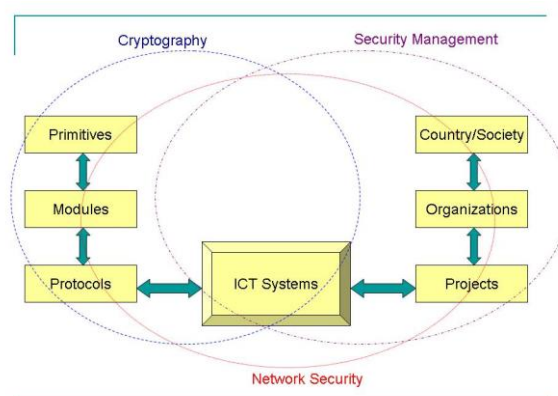 Cryptography
Security Management
Primitives
Country/Society
Modules
Organizations
Protocols
ICT Systems
Projects
Network Security